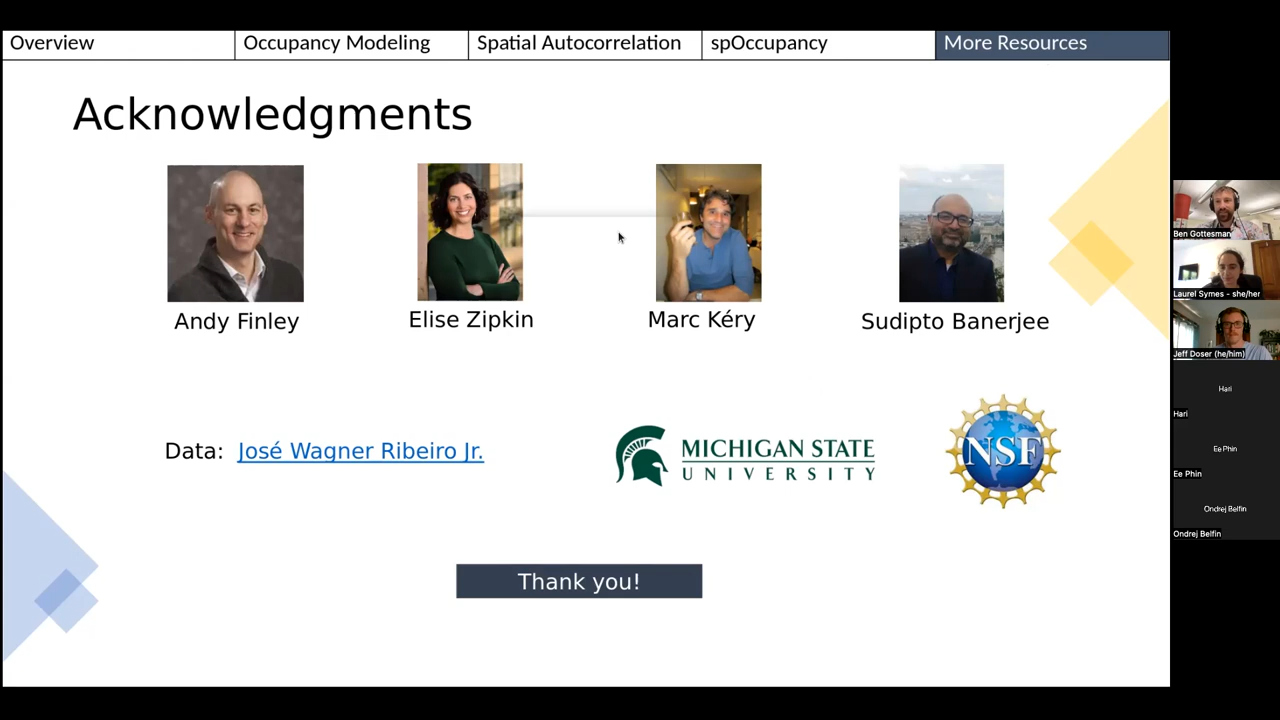 Overview
Occupancy Modeling
Spatial Autocorrelation
spOccupancy
More Resources
Acknowledgments
Andy Finley
Elise Zipkin
Marc Kéry
Sudipto Banerjee
Data: José Wagner Ribeiro Jr.
MICHIGAN STATE
UNIVERSITY
NSF
Thank you!
Ben Gottesman
Laurel Symes - she/her
Jeff Doser (he/him)
Hari
Hari
Ee Phin
Ee Phin
Ondrej Belfin
Ondrej Belfin